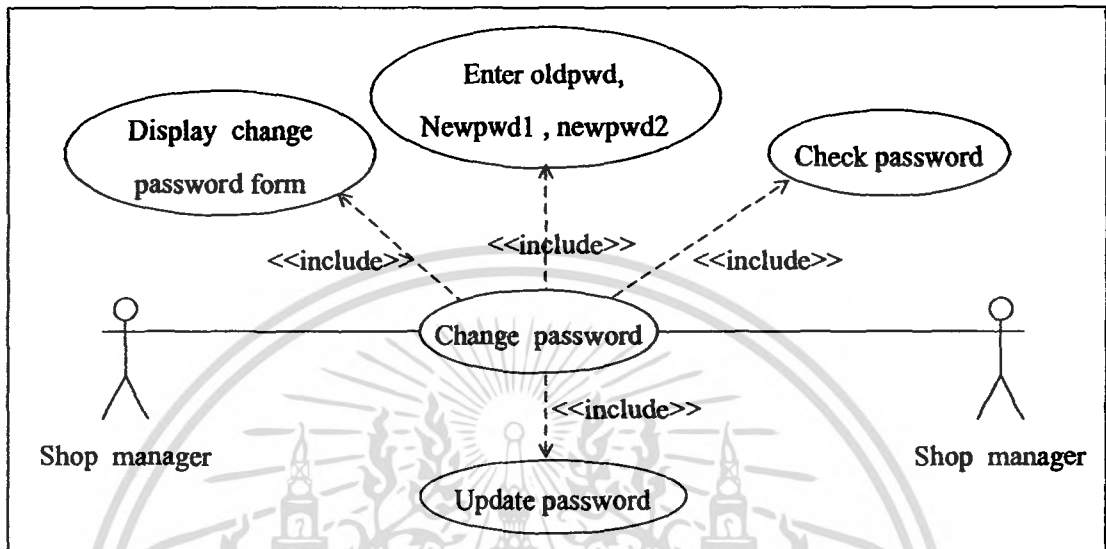 Enter oldpwd,
Newpwd1 , newpwd2
Display change
password form
Check password
<<include>>
<<include>>
<<include>>
Change password
<<include>>
Shop manager
Shop manager
Update password